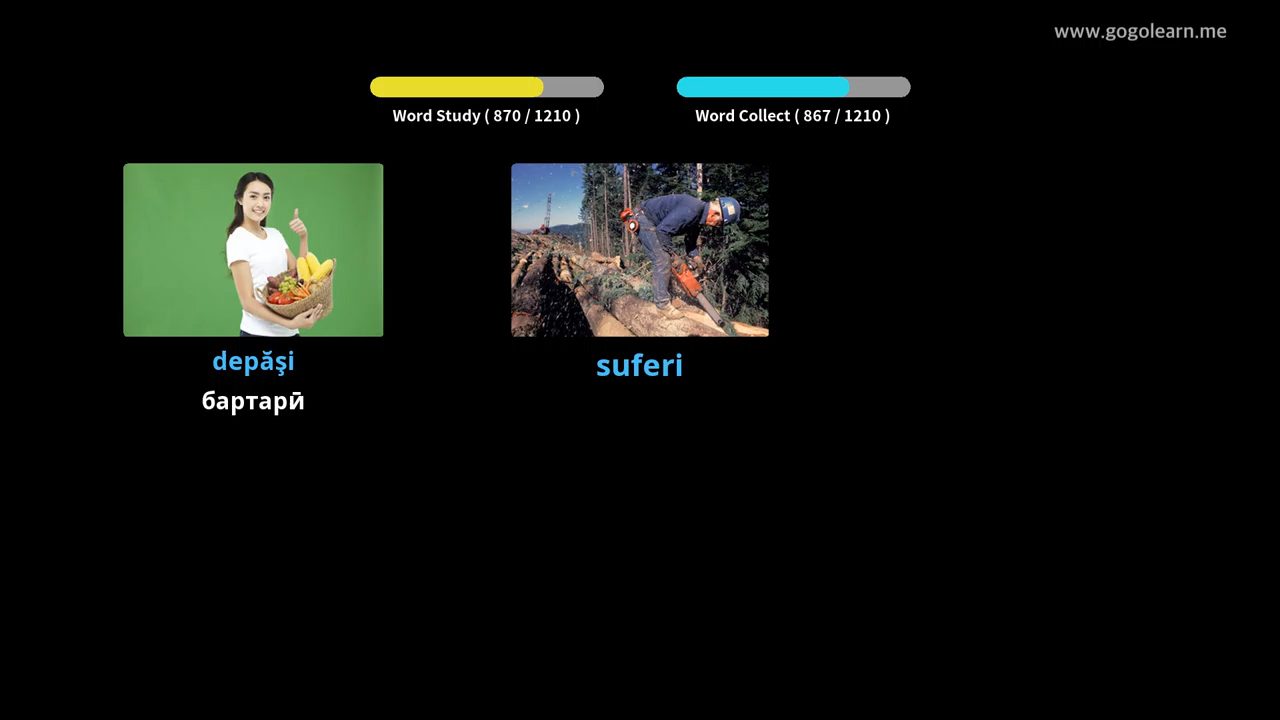 www.gogolearn.me
Word Study ( 870 / 1210 )
Word Collect ( 867 / 1210 )
depăşi
suferi
бартарӣ